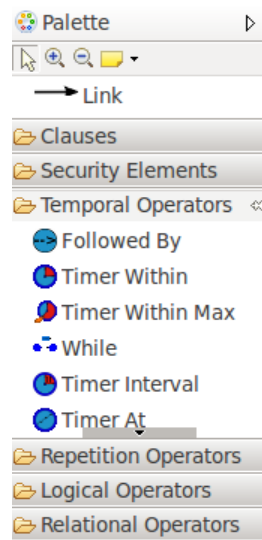 Palette
Link
Clauses
Security Elements
Temporal Operators
Followed By
Timer Within
Timer Within Max
While
Timer Interval
Timer At
Repetition Operators
Logical Operators
Relational Operators